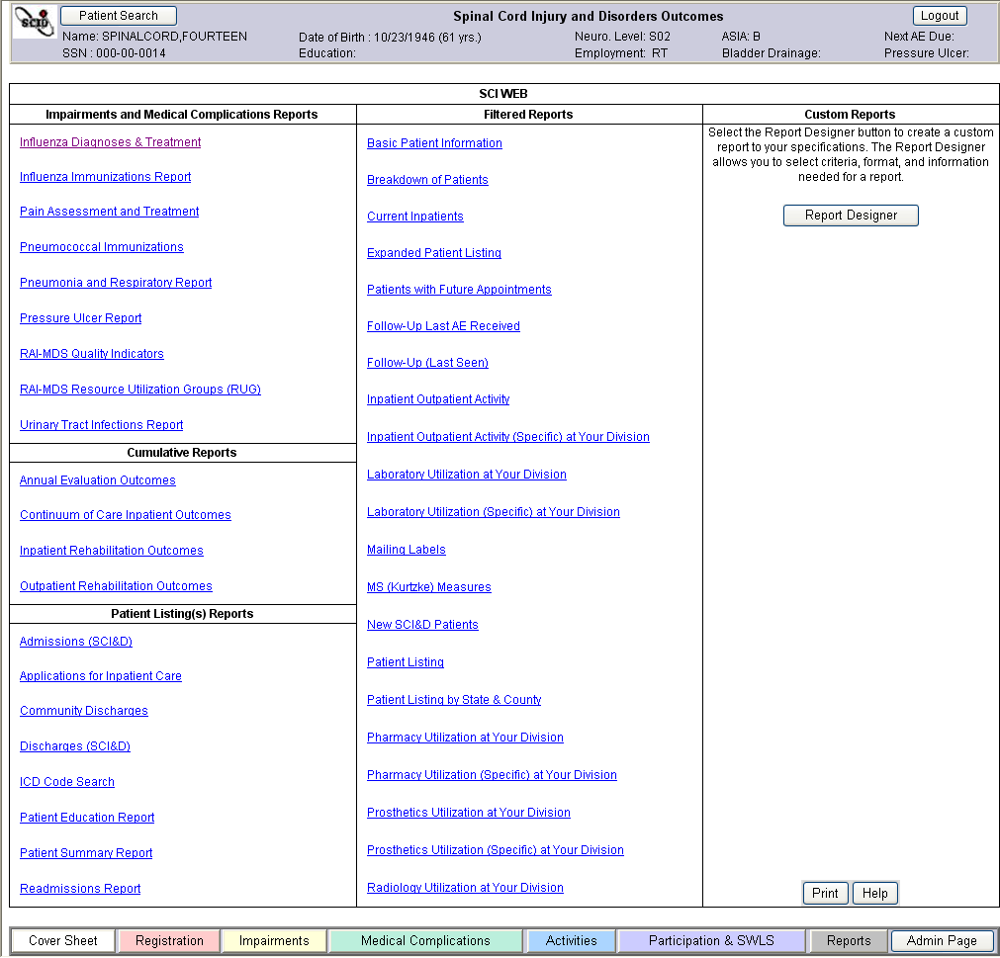 SCID
Patient Search
Spinal Cord Injury and Disorders Outcomes
Logout
Name: SPINALCORD,FOURTEEN
Date of Birth : 10/23/1946 (61 yrs.)
Neuro. Level: S02
ASIA: B
Next AE Due:
SSN : 000-00-0014
Education:
Employment: RT
Bladder Drainage:
Pressure Ulcer:
SCI WEB
Impairments and Medical Complications Reports
Influenza Diagnoses & Treatment
Influenza Immunizations Report
Pain Assessment and Treatment
Pneumococcal Immunizations
Pneumonia and Respiratory Report
Pressure Ulcer Report
RAI-MDS Quality Indicators
RAI-MDS Resource Utilization Groups (RUG)
Urinary Tract Infections Report
Cumulative Reports
Annual Evaluation Outcomes
Continuum of Care Inpatient Outcomes
Inpatient Rehabilitation Outcomes
Outpatient Rehabilitation Outcomes
Patient Listing(s) Reports
Admissions (SCI&D)
Applications for Inpatient Care
Community Discharges
Discharges (SCI&D)
ICD Code Search
Patient Education Report
Patient Summary Report
Readmissions Report
Filtered Reports
Basic Patient Information
Breakdown of Patients
Current Inpatients
Expanded Patient Listing
Patients with Future Appointments
Follow-Up Last AE Received
Follow-Up (Last Seen)
Inpatient Outpatient Activity
Inpatient Outpatient Activity (Specific) at Your Division
Laboratory Utilization at Your Division
Laboratory Utilization (Specific) at Your Division
Mailing Labels
MS (Kurtzke) Measures
New SCI&D Patients
Patient Listing
Patient Listing by State & County
Pharmacy Utilization at Your Division
Pharmacy Utilization (Specific) at Your Division
Prosthetics Utilization at Your Division
Prosthetics Utilization (Specific) at Your Division
Radiology Utilization at Your Division
Custom Reports
Select the Report Designer button to create a custom
report to your specifications. The Report Designer
allows you to select criteria, format, and information
needed for a report.
Report Designer
Print
Help
Cover Sheet
Registration
Impairments
Medical Complications
Activities
Participation & SWLS
Reports
Admin Page